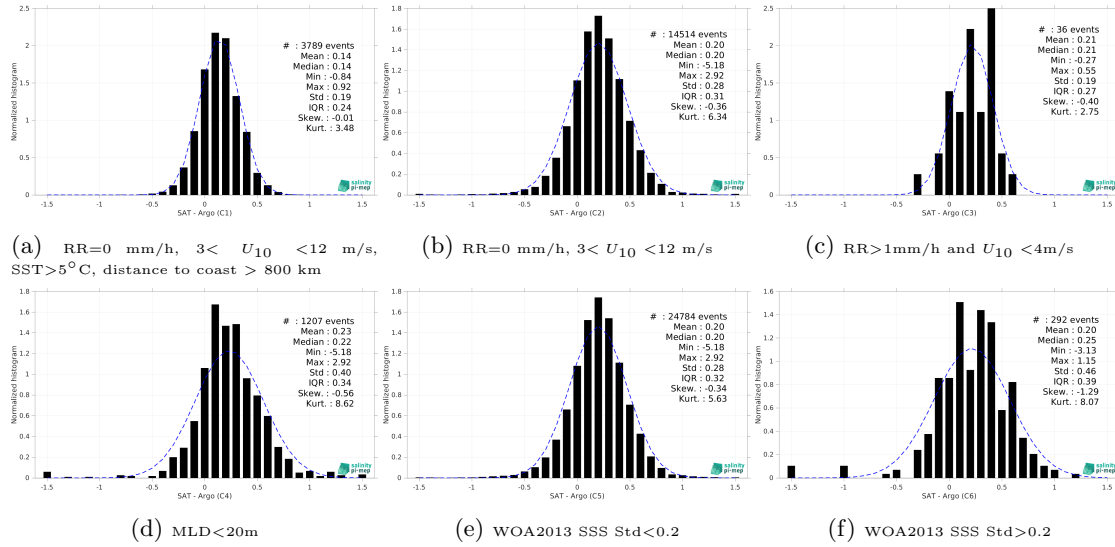 2.5
2
1.5
1
0.5
0
Normalized histogram
# : 3789 events
Mean : 0.14
Median : 0.14
Min : -0.84
Max : 0.92
Std : 0.19
IQR : 0.24
Skew. : -0.01
Kurt. : 3.48
salinity
pi-mep
-1.5 -1 -0.5 0 0.5 1 1.5
SAT - Argo (C1)
(a) RR=0 mm/h, 3< U10 <12 m/s,
SST>5°C, distance to coast > 800 km
1.8
1.6
1.4
1.2
1
0.8
0.6
0.4
0.2
0
Normalized histogram
# : 14514 events
Mean : 0.20
Median : 0.20
Min : -5.18
Max : 2.92
Std : 0.28
IQR : 0.31
Skew. : -0.36
Kurt. : 6.34
salinity
pi-mep
-1.5 -1 -0.5 0 0.5 1 1.5
SAT - Argo (C2)
(b) RR=0 mm/h, 3< U10 <12 m/s
2.5
2
1.5
1
0.5
0
Normalized histogram
# : 36 events
Mean : 0.21
Median : 0.21
Min : -0.27
Max : 0.55
Std : 0.19
IQR : 0.27
Skew. : -0.40
Kurt. : 2.75
salinity
pi-mep
-1.5 -1 -0.5 0 0.5 1 1.5
SAT - Argo (C3)
(c) RR>1mm/h and U10 <4m/s
1.8
1.6
1.4
1.2
1
0.8
0.6
0.4
0.2
0
Normalized histogram
# : 1207 events
Mean : 0.23
Median : 0.22
Min : -5.18
Max : 2.92
Std : 0.40
IQR : 0.34
Skew. : -0.56
Kurt. : 8.62
salinity
pi-mep
-1.5 -1 -0.5 0 0.5 1 1.5
SAT - Argo (C4)
(d) MLD<20m
1.8
1.6
1.4
1.2
1
0.8
0.6
0.4
0.2
0
Normalized histogram
# : 24784 events
Mean : 0.20
Median : 0.20
Min : -5.18
Max : 2.92
Std : 0.28
IQR : 0.32
Skew. : -0.34
Kurt. : 5.63
salinity
pi-mep
-1.5 -1 -0.5 0 0.5 1 1.5
SAT - Argo (C5)
(e) WOA2013 SSS Std<0.2
1.6
1.4
1.2
1
0.8
0.6
0.4
0.2
0
Normalized histogram
# : 292 events
Mean : 0.20
Median : 0.25
Min : -3.13
Max : 1.15
Std : 0.46
IQR : 0.39
Skew. : -1.29
Kurt. : 8.07
salinity
pi-mep
-1.5 -1 -0.5 0 0.5 1 1.5
SAT - Argo (C6)
(f) WOA2013 SSS Std>0.2